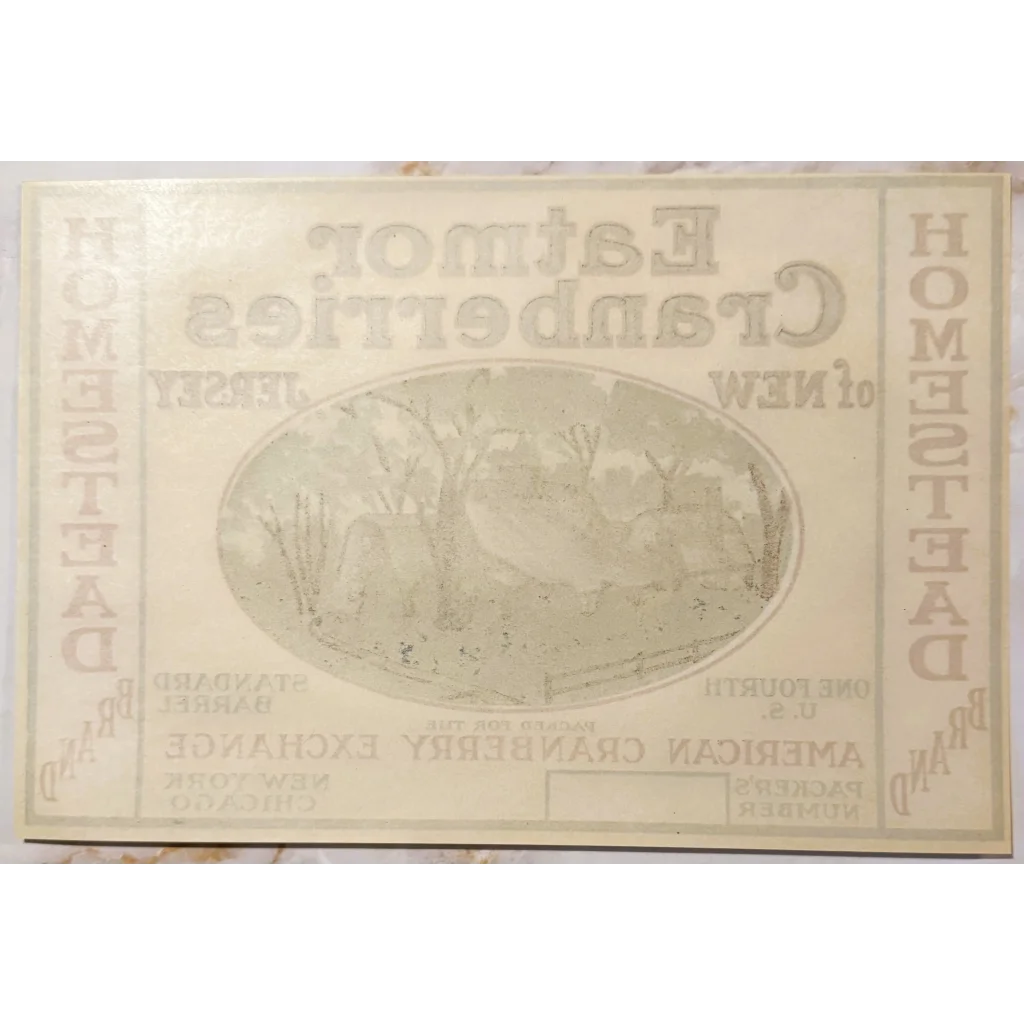 Eatmor
Cranberries
of NEW JERSEY
HOMESTEAD
BRAND
HOMESTEAD
BRAND
ONE FOURTH
U. S.
STANDARD
BARREL
PACKED FOR THE
AMERICAN CRANBERRY EXCHANGE
PACKER'S
NUMBER
NEW YORK
CHICAGO